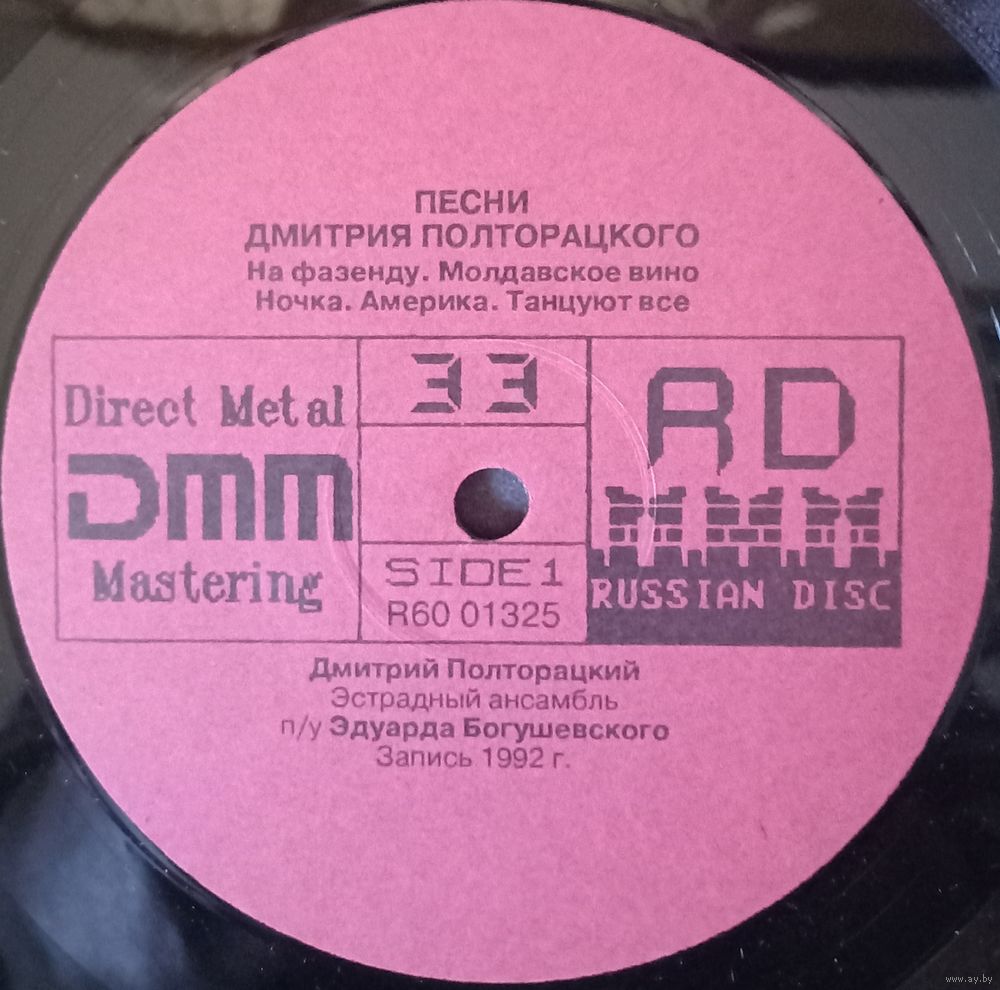 ПЕСНИ
ДМИТРИЯ ПОЛТОРАЦКОГО
На фазенду. Молдавское вино
Ночка. Америка. Танцуют все
Direct Metal
DMM
Mastering
33
SIDE 1
R60 01325
RD
RUSSIAN DISC
Дмитрий Полторацкий
Эстрадный ансамбль
п/у Эдуарда Богушевского
Запись 1992 г.
www.ay.by